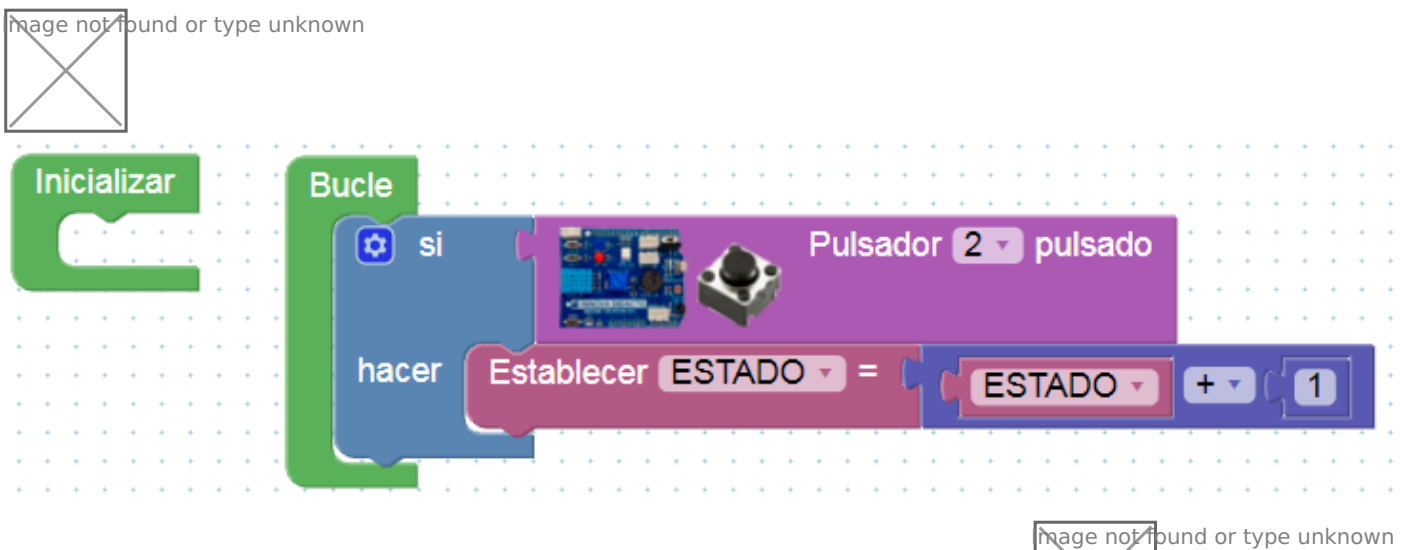 Image not found or type unknown
Inicializar
Bucle
si
Pulsador 2 pulsado
hacer
Establecer ESTADO = ESTADO + 1
Image not found or type unknown